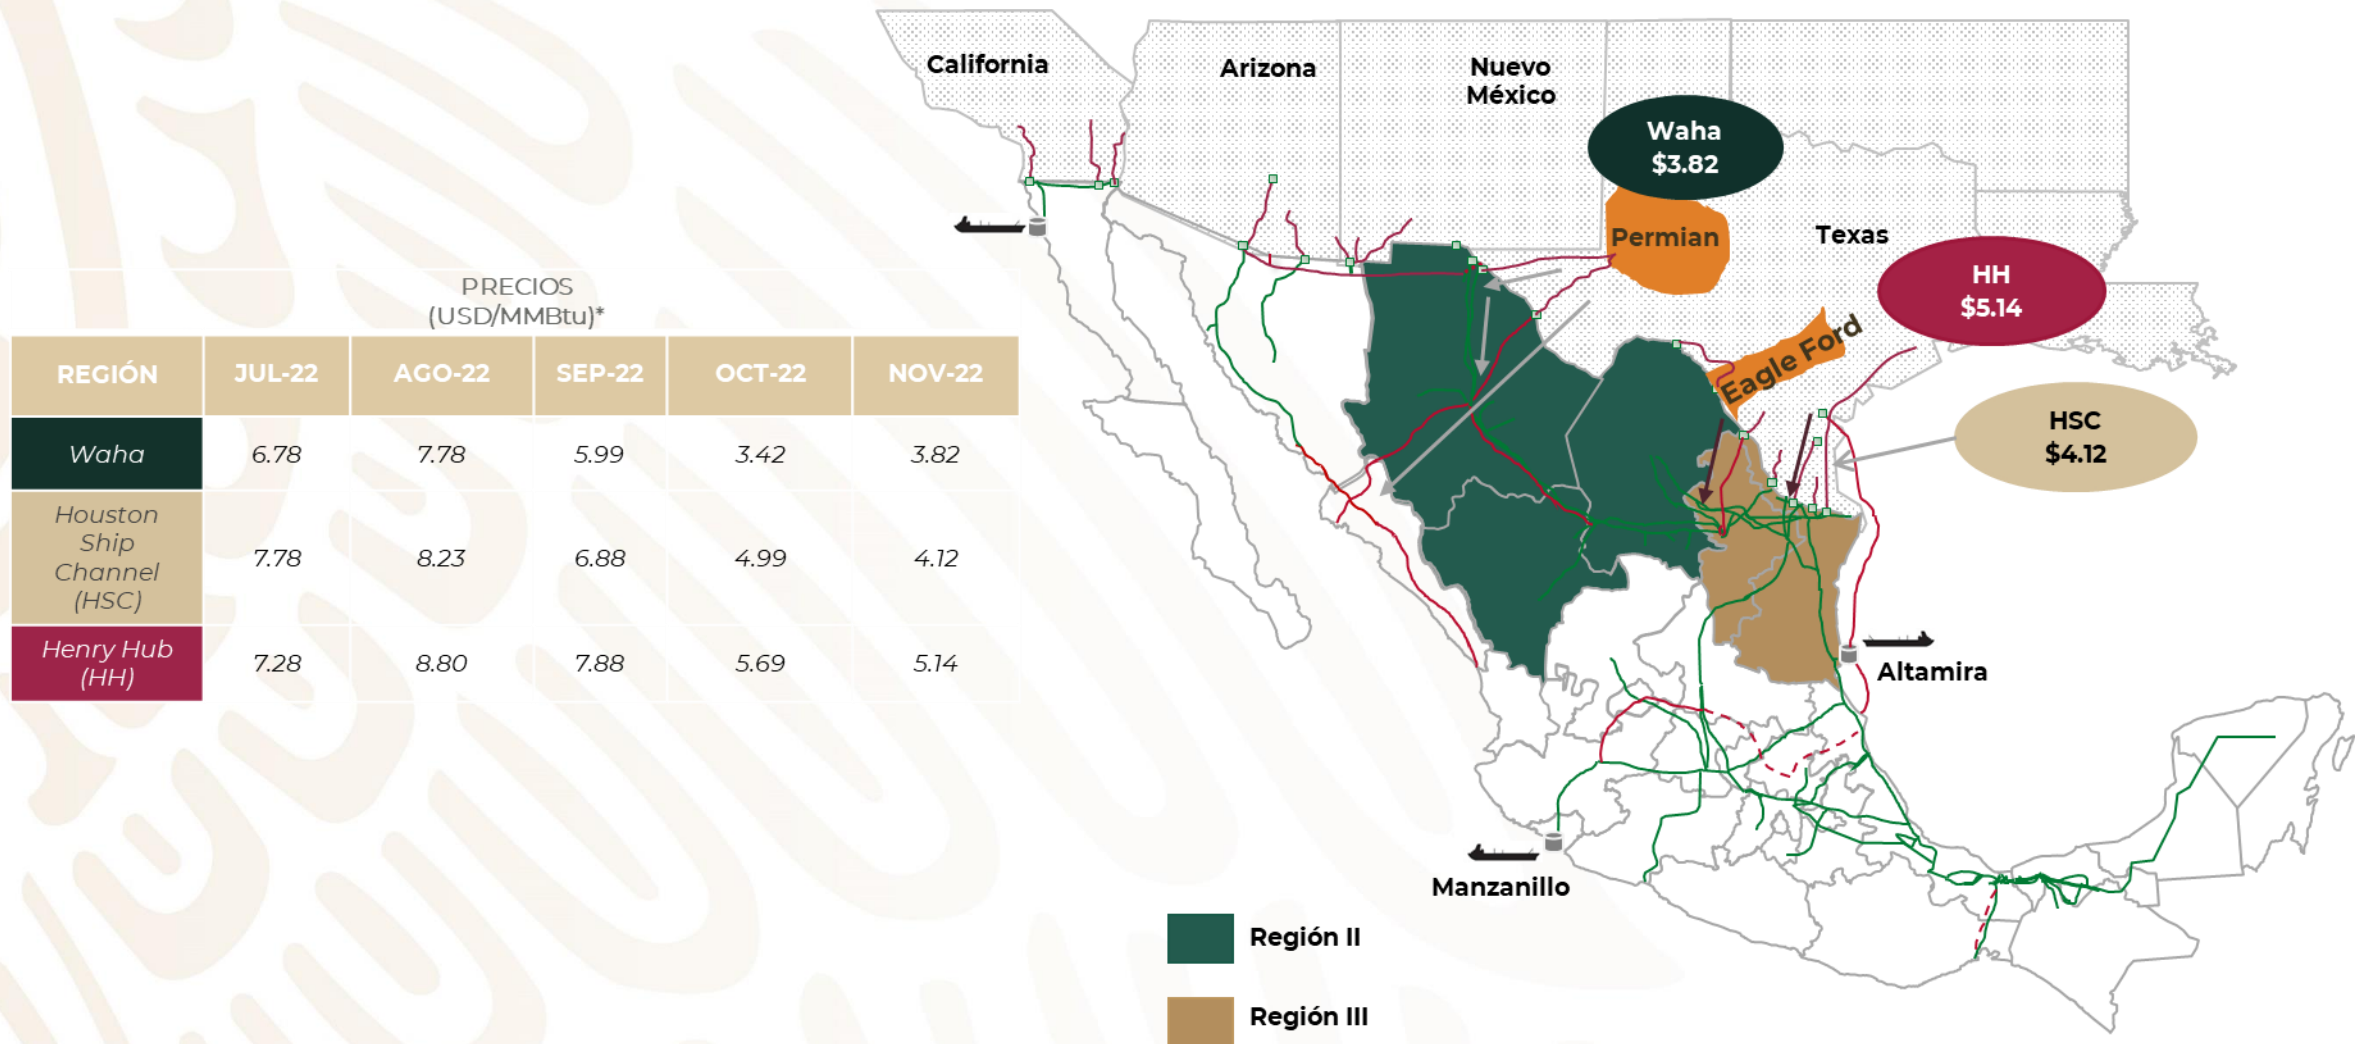 PRECIOS
(USD/MMBtu)*
REGIÓN JUL-22 AGO-22 SEP-22 OCT-22 NOV-22
Waha 6.78 7.78 5.99 3.42 3.82
Houston
Ship
Channel
(HSC)
7.78 8.23 6.88 4.99 4.12
Henry Hub
(HH)
7.28 8.80 7.88 5.69 5.14
California
Arizona
Nuevo
México
Waha
$3.82
Permian
Texas
HH
$5.14
Eagle Ford
HSC
$4.12
Altamira
Manzanillo
Región II
Región III